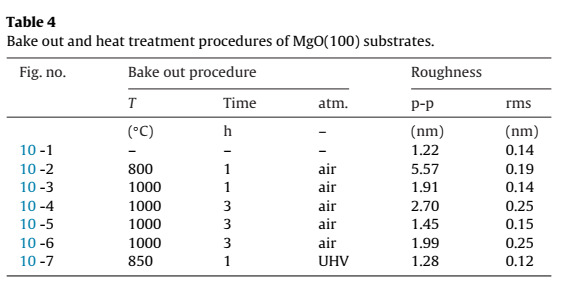 Table 4
Bake out and heat treatment procedures of MgO(100) substrates.
Fig. no. Bake out procedure Roughness
T Time atm. p-p rms
(°C) h – (nm) (nm)
10 -1 – – – 1.22 0.14
10 -2 800 1 air 5.57 0.19
10 -3 1000 1 air 1.91 0.14
10 -4 1000 3 air 2.70 0.25
10 -5 1000 3 air 1.45 0.15
10 -6 1000 3 air 1.99 0.25
10 -7 850 1 UHV 1.28 0.12